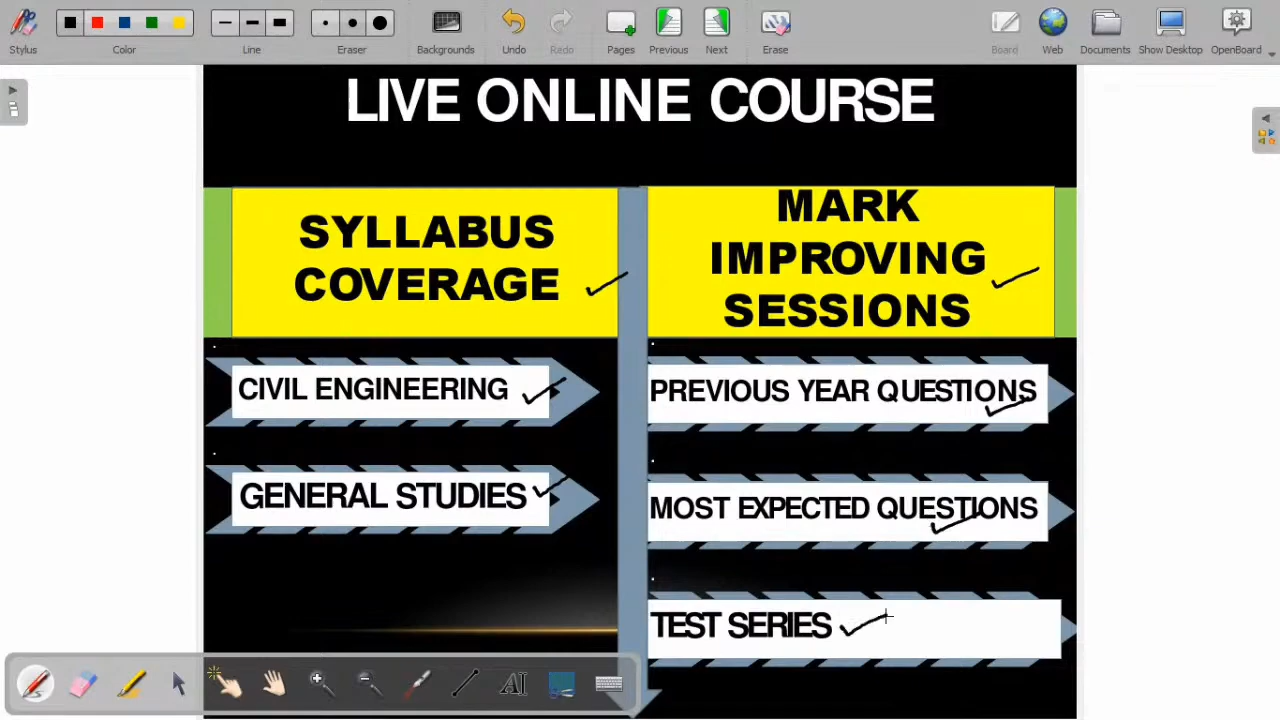 Stylus
Color
Line
Eraser
Backgrounds
Undo
Redo
Pages
Previous
Next
Erase
Board
Web
Documents
Show Desktop
OpenBoard
LIVE ONLINE COURSE
SYLLABUS
COVERAGE
MARK
IMPROVING
SESSIONS
CIVIL ENGINEERING
GENERAL STUDIES
PREVIOUS YEAR QUESTIONS
MOST EXPECTED QUESTIONS
TEST SERIES
AI